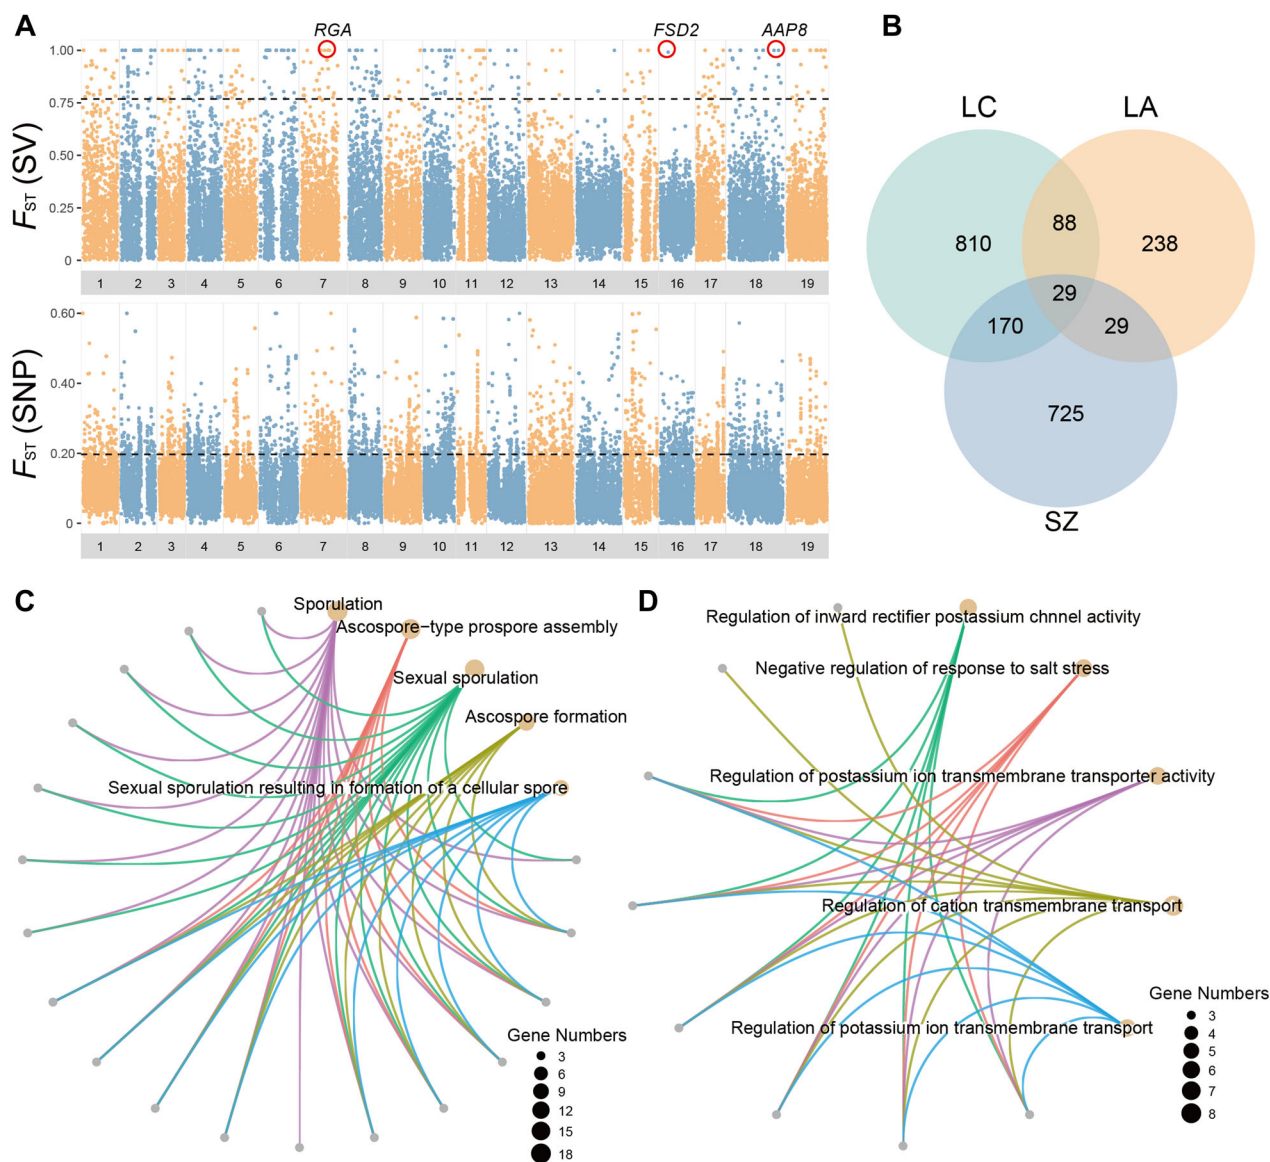 A
RGA
FSD2
AAP8
FST (SV)
1.00
0.75
0.50
0.25
0
1 2 3 4 5 6 7 8 9 10 11 12 13 14 15 16 17 18 19
FST (SNP)
0.60
0.40
0.20
0
1 2 3 4 5 6 7 8 9 10 11 12 13 14 15 16 17 18 19
B
LC
LA
810
88
238
29
170
29
725
SZ
C
Sporulation
Ascospore−type prospore assembly
Sexual sporulation
Ascospore formation
Sexual sporulation resulting in formation of a cellular spore
Gene Numbers
3
6
9
12
15
18
D
Regulation of inward rectifier postassium chnnel activity
Negative regulation of response to salt stress
Regulation of postassium ion transmembrane transporter activity
Regulation of cation transmembrane transport
Regulation of potassium ion transmembrane transport
Gene Numbers
3
4
5
6
7
8